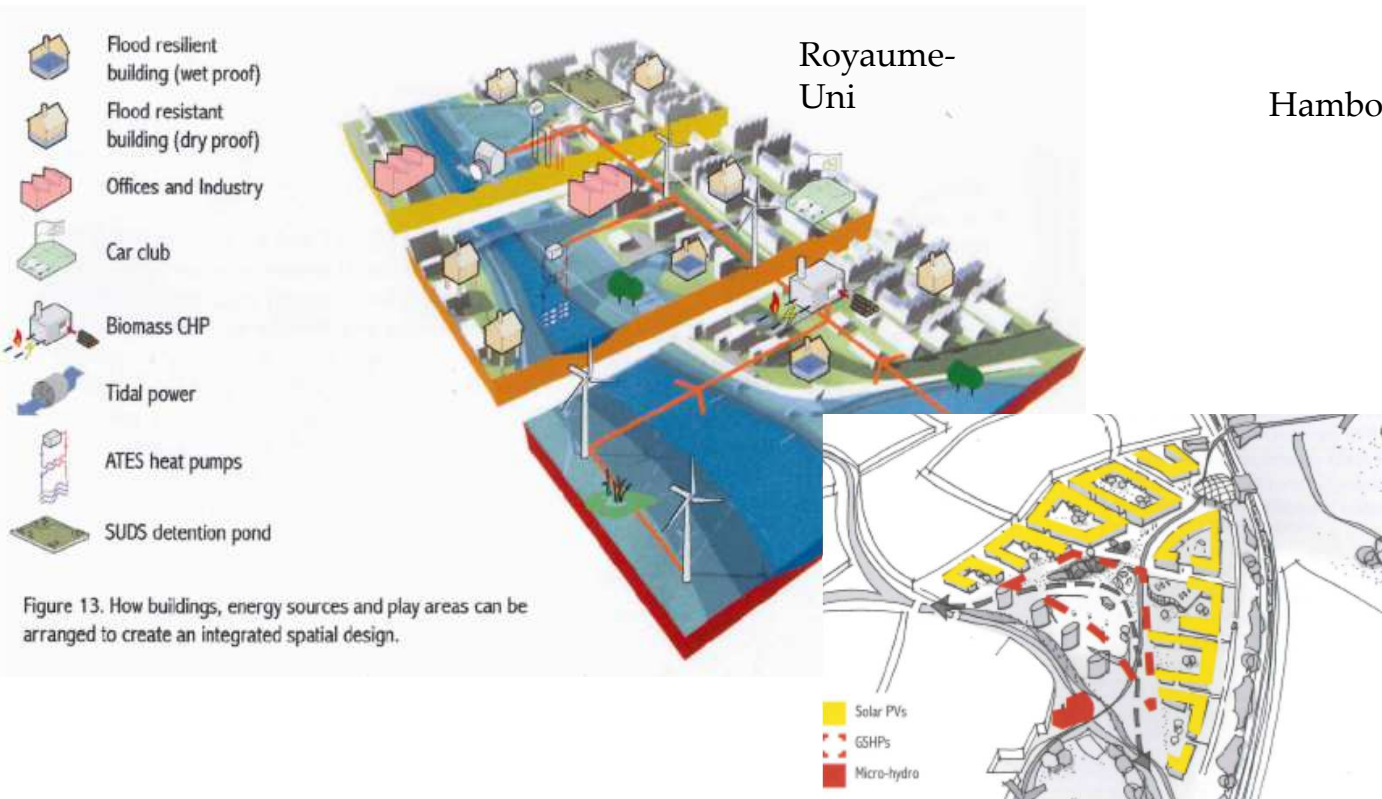 Flood resilient
building (wet proof)
Flood resistant
building (dry proof)
Offices and Industry
Car club
Biomass CHP
Tidal power
ATES heat pumps
SUDS detention pond
Figure 13. How buildings, energy sources and play areas can be
arranged to create an integrated spatial design.
Royaume-
Uni
Hambo
Solar PVs
GSHPs
Micro-hydro